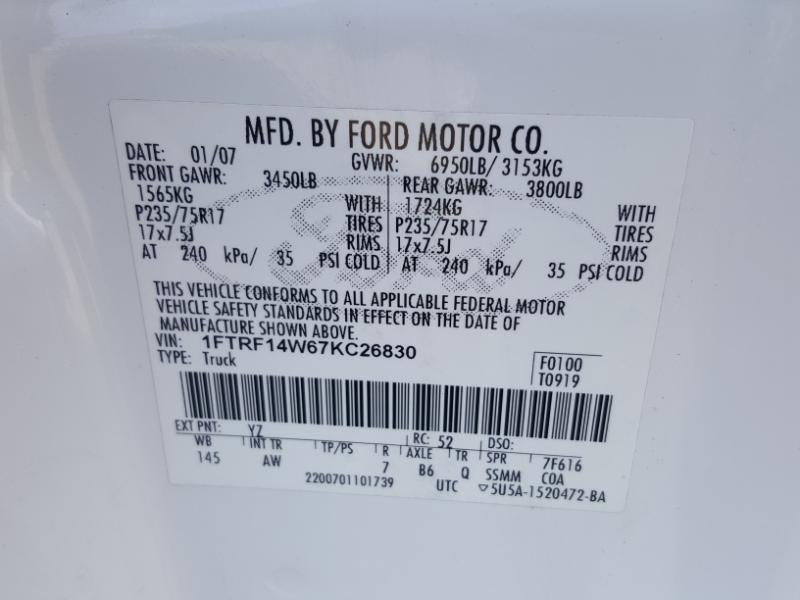 MFD. BY FORD MOTOR CO.
DATE: 01/07 GVWR: 6950LB/ 3153KG
FRONT GAWR: 3450LB REAR GAWR: 3800LB
1565KG WITH 1724KG WITH
P235/75R17 TIRES P235/75R17 TIRES
17x7.5J RIMS 17x7.5J RIMS
AT 240 kPa/ 35 PSI COLD AT 240 kPa/ 35 PSI COLD
Ford
THIS VEHICLE CONFORMS TO ALL APPLICABLE FEDERAL MOTOR
VEHICLE SAFETY STANDARDS IN EFFECT ON THE DATE OF
MANUFACTURE SHOWN ABOVE.
VIN: 1FTRF14W67KC26830
TYPE: Truck
F0100
T0919
EXT PNT: YZ RC: 52 DSO:
WB INT TR TP/PS R AXLE TR SPR 7F616
145 AW 7 B6 Q SSMM COA
2200701101739 UTC ▽5U5A-1520472-BA